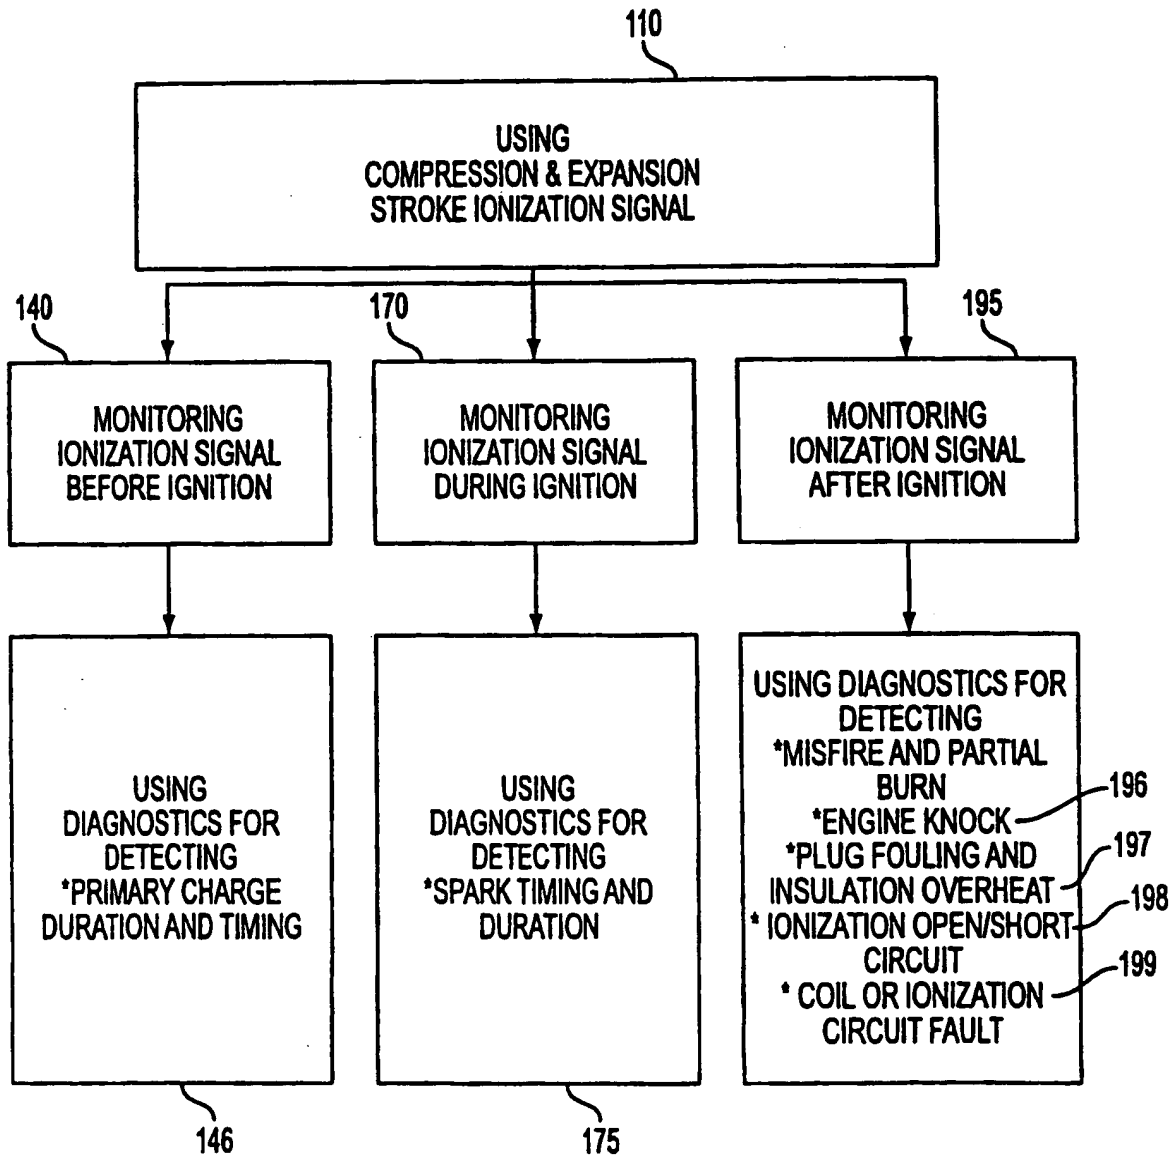 110
USING
COMPRESSION & EXPANSION
STROKE IONIZATION SIGNAL
140
170
195
MONITORING
IONIZATION SIGNAL
BEFORE IGNITION
MONITORING
IONIZATION SIGNAL
DURING IGNITION
MONITORING
IONIZATION SIGNAL
AFTER IGNITION
USING
DIAGNOSTICS FOR
DETECTING
*PRIMARY CHARGE
DURATION AND TIMING
USING
DIAGNOSTICS FOR
DETECTING
*SPARK TIMING AND
DURATION
USING DIAGNOSTICS FOR
DETECTING
*MISFIRE AND PARTIAL
BURN
*ENGINE KNOCK
*PLUG FOULING AND
INSULATION OVERHEAT
* IONIZATION OPEN/SHORT
CIRCUIT
* COIL OR IONIZATION
CIRCUIT FAULT
196
197
198
199
146
175